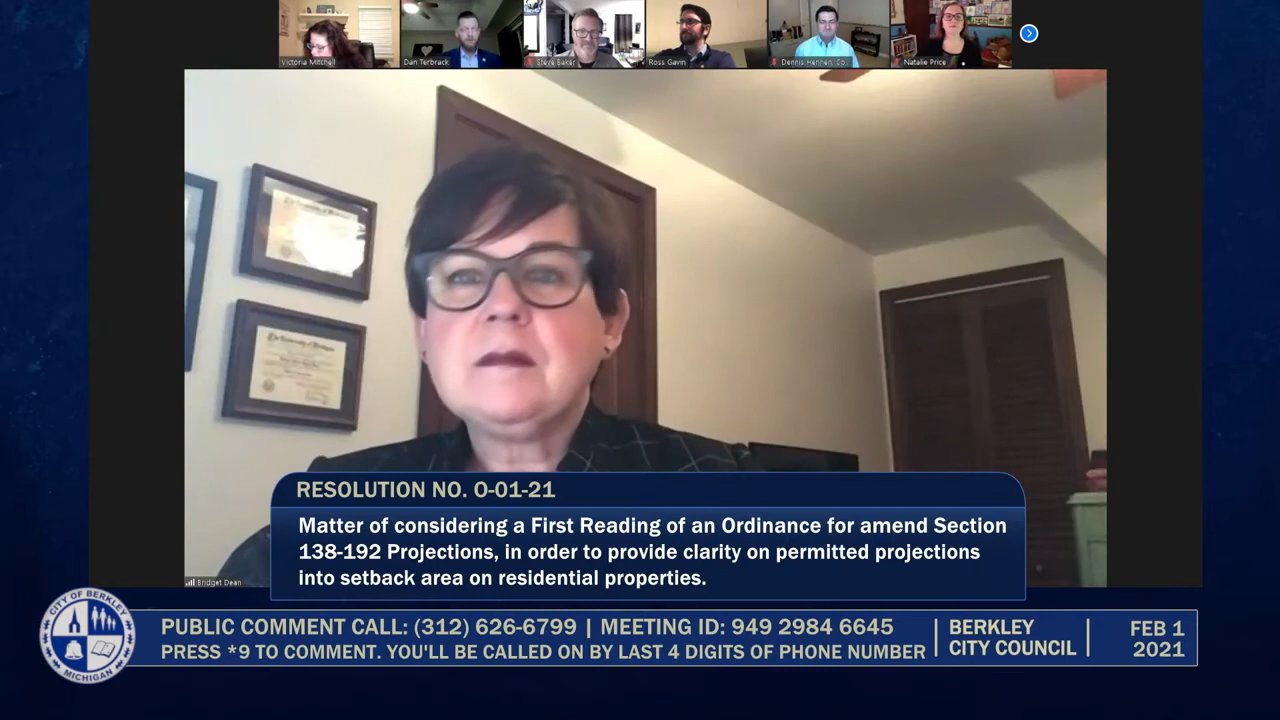 Victoria Mitchell
Dan Terbrack
Steve Baker
Ross Gavin
Dennis Hennen, Co
Natalie Price
Bridget Dean
RESOLUTION NO. O-01-21
Matter of considering a First Reading of an Ordinance for amend Section
138-192 Projections, in order to provide clarity on permitted projections
into setback area on residential properties.
CITY OF BERKLEY
MICHIGAN
PUBLIC COMMENT CALL: (312) 626-6799 | MEETING ID: 949 2984 6645
PRESS *9 TO COMMENT. YOU'LL BE CALLED ON BY LAST 4 DIGITS OF PHONE NUMBER
BERKLEY
CITY COUNCIL
FEB 1
2021